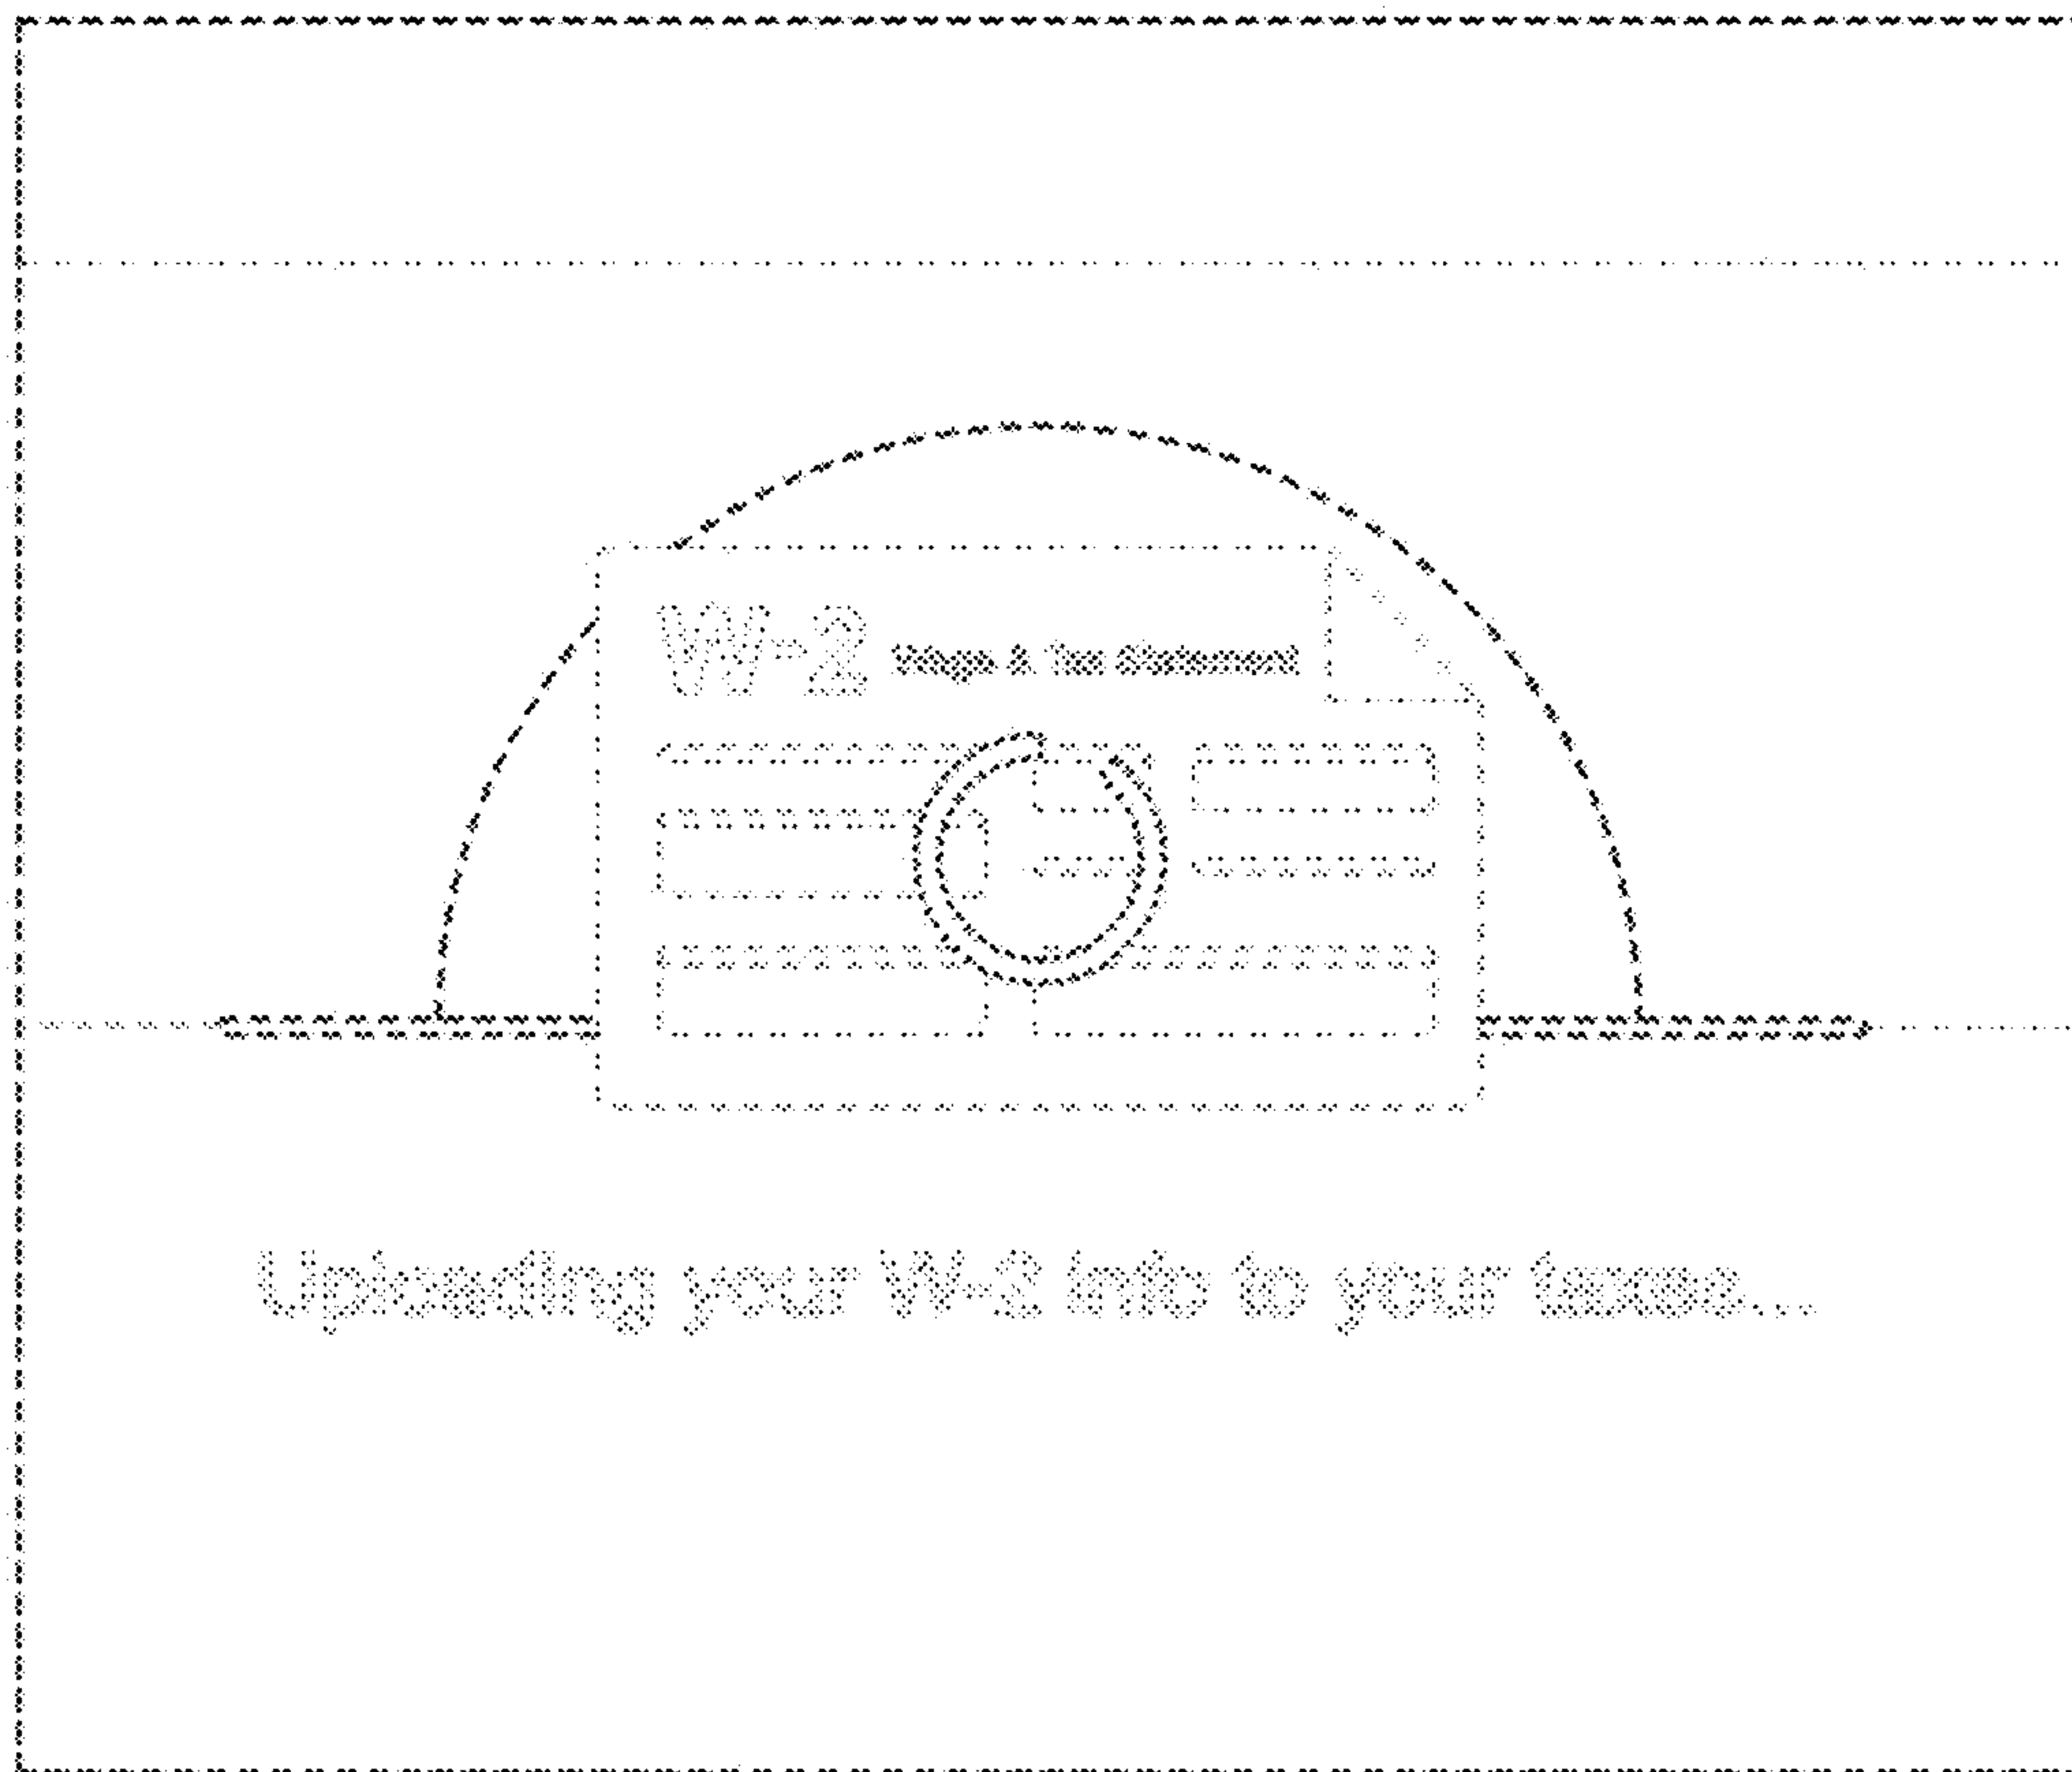 W-2 Wage & Tax Statement
Uploading your W-2 info to your taxes...